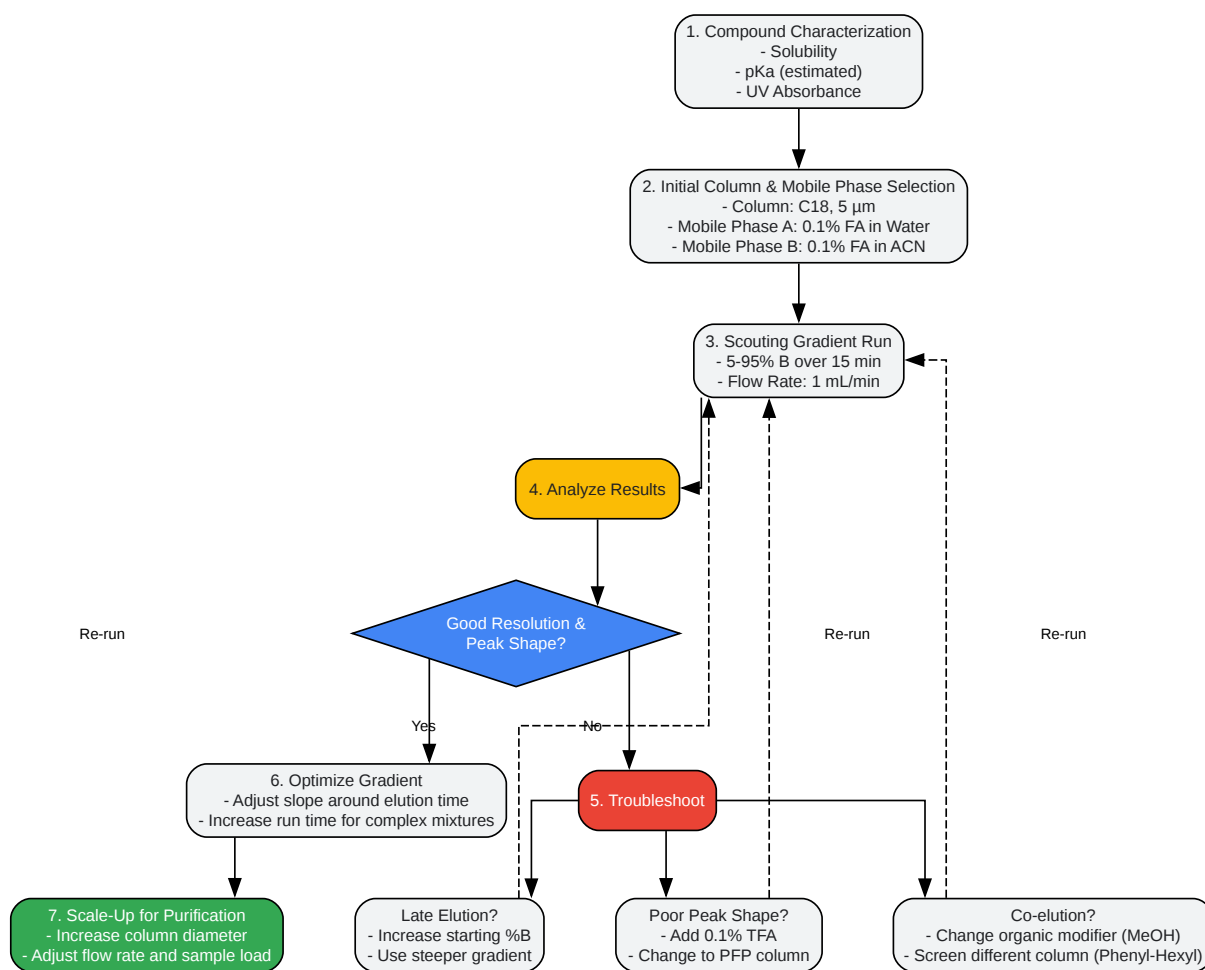 1. Compound Characterization
- Solubility
- pKa (estimated)
- UV Absorbance
2. Initial Column & Mobile Phase Selection
- Column: C18, 5 µm
- Mobile Phase A: 0.1% FA in Water
- Mobile Phase B: 0.1% FA in ACN
3. Scouting Gradient Run
- 5-95% B over 15 min
- Flow Rate: 1 mL/min
4. Analyze Results
Good Resolution &
Peak Shape?
Re-run
Re-run
Re-run
Yes
No
6. Optimize Gradient
- Adjust slope around elution time
- Increase run time for complex mixtures
5. Troubleshoot
7. Scale-Up for Purification
- Increase column diameter
- Adjust flow rate and sample load
Late Elution?
- Increase starting %B
- Use steeper gradient
Poor Peak Shape?
- Add 0.1% TFA
- Change to PFP column
Co-elution?
- Change organic modifier (MeOH)
- Screen different column (Phenyl-Hexyl)